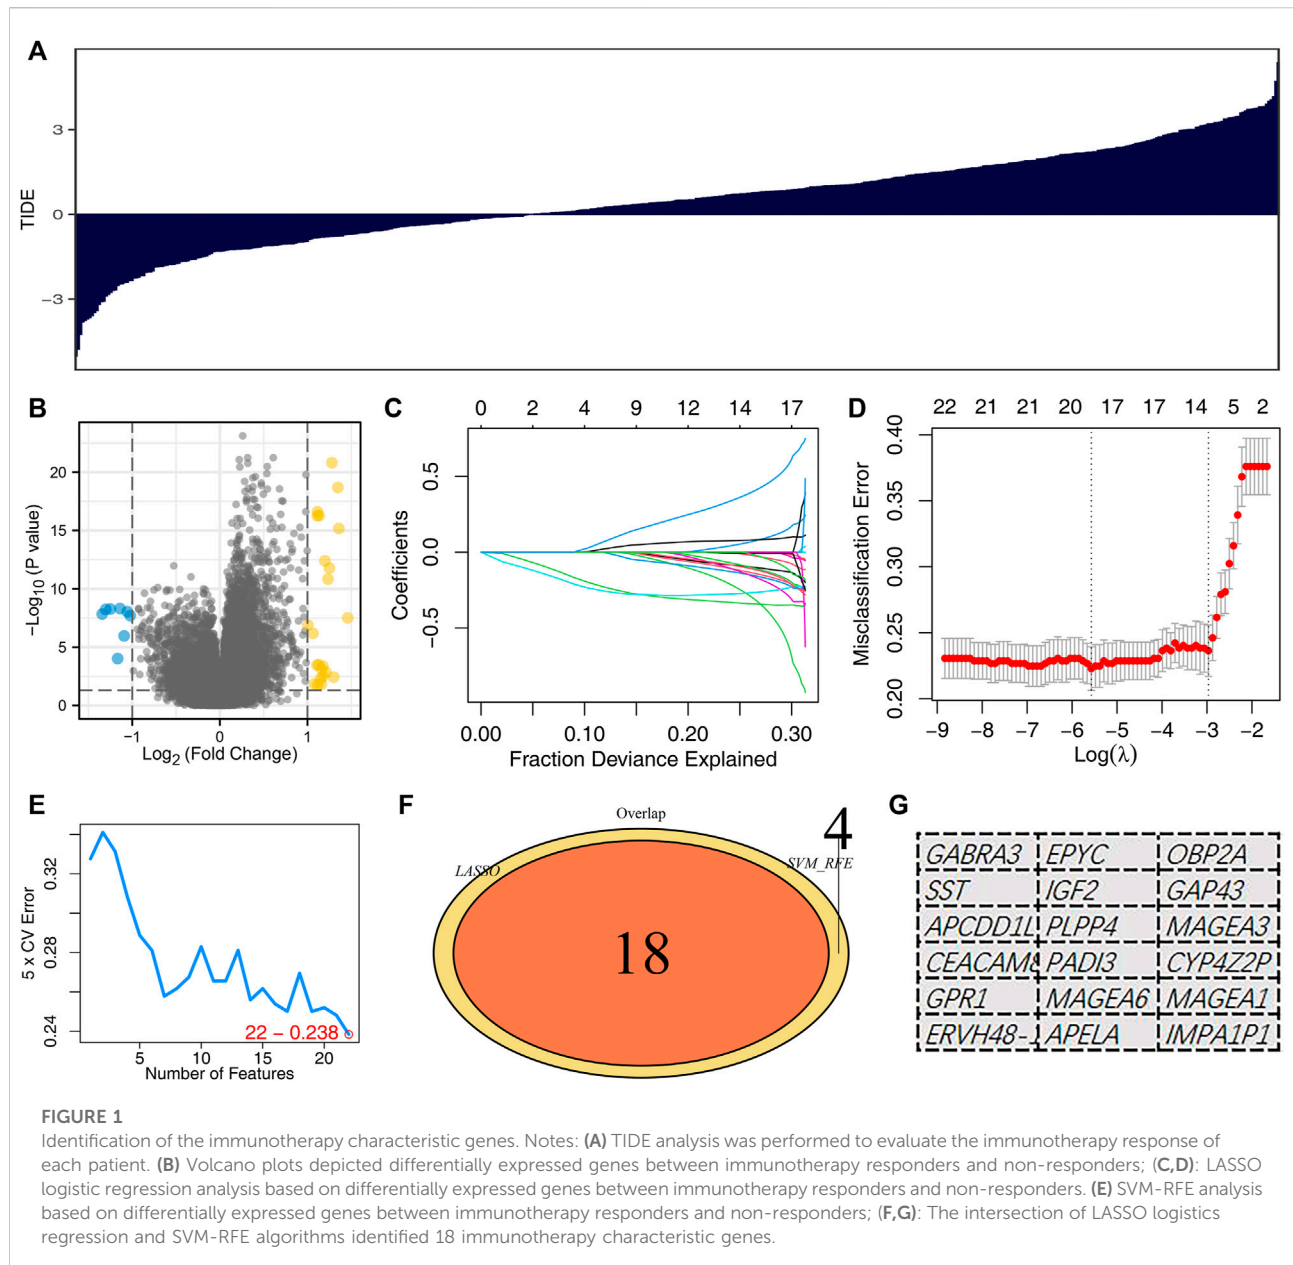 A
TIDE
3
0
−3
B
−Log10 (P value)
20
15
10
5
0
−1 0 1
Log2 (Fold Change)
C
0 2 4 9 12 14 17
Coefficients
0.5
0.0
−0.5
0.00 0.10 0.20 0.30
Fraction Deviance Explained
D
22 21 21 20 17 17 14 5 2
Misclassification Error
0.40
0.35
0.30
0.25
0.20
−9 −8 −7 −6 −5 −4 −3 −2
Log(λ)
E
5 x CV Error
0.32
0.28
0.24
22 − 0.238
5 10 15 20
Number of Features
F
Overlap
4
LASSO
SVM_RFE
18
G
GABRA3 EPYC OBP2A
SST IGF2 GAP43
APCDD1L PLPP4 MAGEA3
CEACAM8 PADI3 CYP4Z2P
GPR1 MAGEA6 MAGEA1
ERVH48-1 APELA IMPA1P1
FIGURE 1
Identification of the immunotherapy characteristic genes. Notes: (A) TIDE analysis was performed to evaluate the immunotherapy response of
each patient. (B) Volcano plots depicted differentially expressed genes between immunotherapy responders and non-responders; (C,D): LASSO
logistic regression analysis based on differentially expressed genes between immunotherapy responders and non-responders. (E) SVM-RFE analysis
based on differentially expressed genes between immunotherapy responders and non-responders; (F,G): The intersection of LASSO logistics
regression and SVM-RFE algorithms identified 18 immunotherapy characteristic genes.